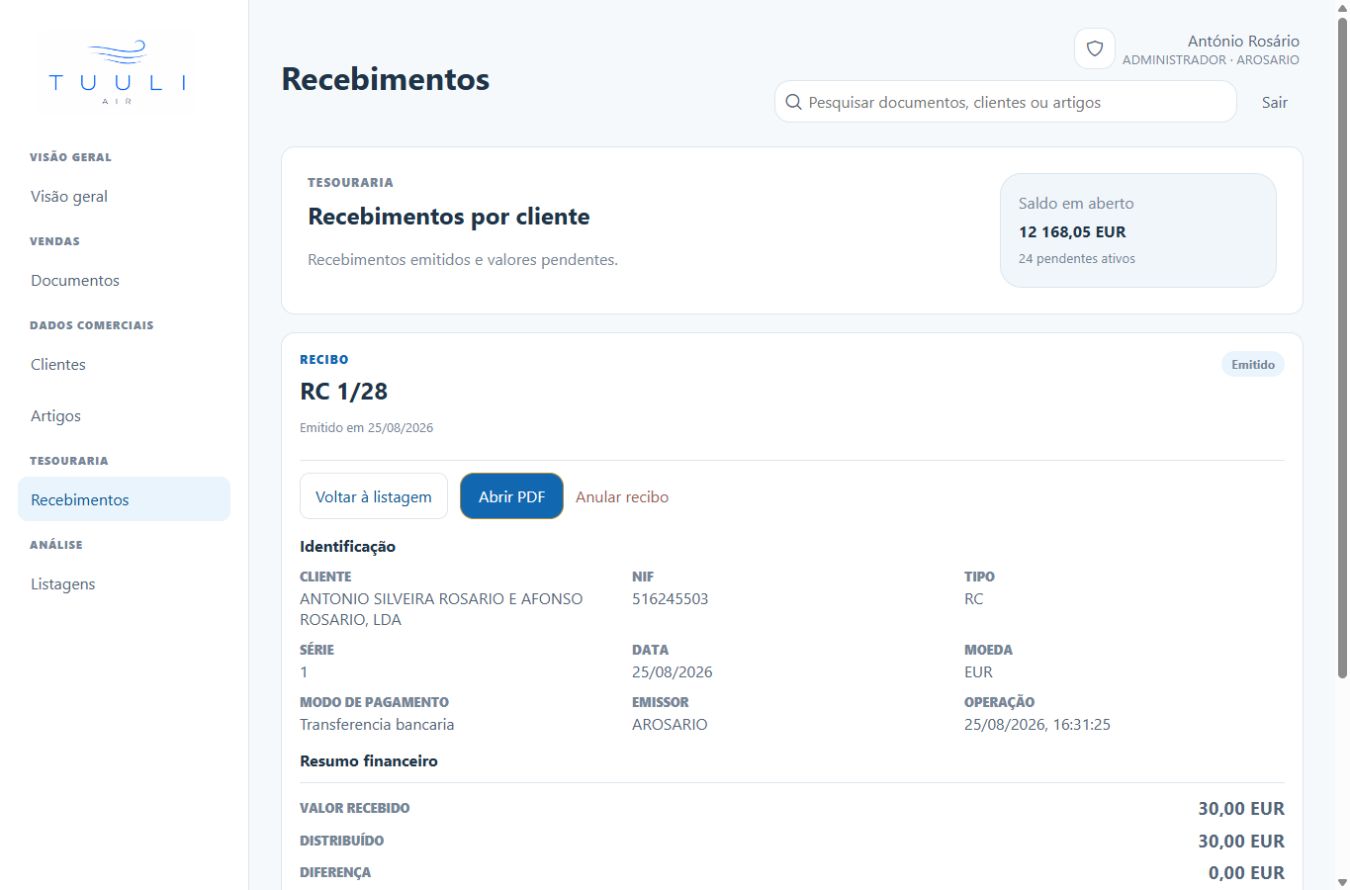 TUULI
AIR
VISÃO GERAL
Visão geral
VENDAS
Documentos
DADOS COMERCIAIS
Clientes
Artigos
TESOURARIA
Recebimentos
ANÁLISE
Listagens
Recebimentos
António Rosário
ADMINISTRADOR · AROSARIO
Pesquisar documentos, clientes ou artigos
Sair
TESOURARIA
Recebimentos por cliente
Recebimentos emitidos e valores pendentes.
Saldo em aberto
12 168,05 EUR
24 pendentes ativos
RECIBO
RC 1/28
Emitido em 25/08/2026
Emitido
Voltar à listagem
Abrir PDF
Anular recibo
Identificação
CLIENTE
ANTONIO SILVEIRA ROSARIO E AFONSO
ROSARIO, LDA
NIF
516245503
TIPO
RC
SÉRIE
1
DATA
25/08/2026
MOEDA
EUR
MODO DE PAGAMENTO
Transferencia bancaria
EMISSOR
AROSARIO
OPERAÇÃO
25/08/2026, 16:31:25
Resumo financeiro
VALOR RECEBIDO
30,00 EUR
DISTRIBUÍDO
30,00 EUR
DIFERENÇA
0,00 EUR